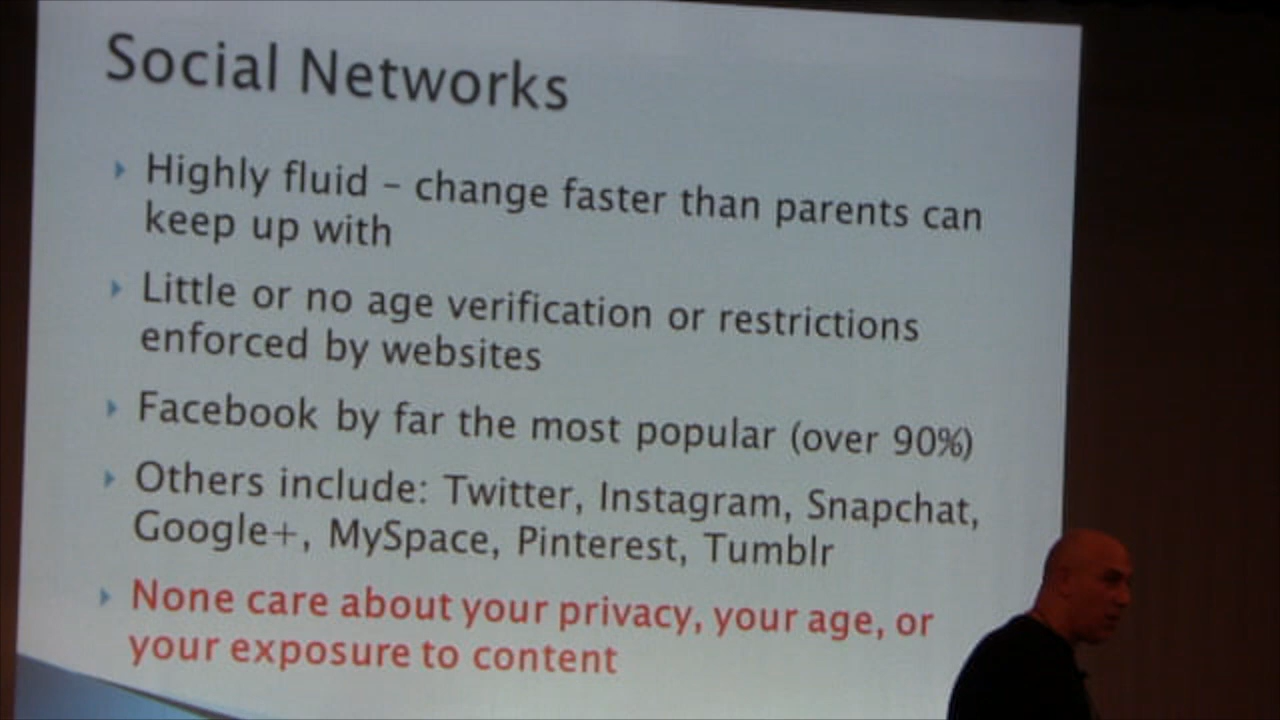 Social Networks
Highly fluid – change faster than parents can
keep up with
Little or no age verification or restrictions
enforced by websites
Facebook by far the most popular (over 90%)
Others include: Twitter, Instagram, Snapchat,
Google+, MySpace, Pinterest, Tumblr
None care about your privacy, your age, or
your exposure to content